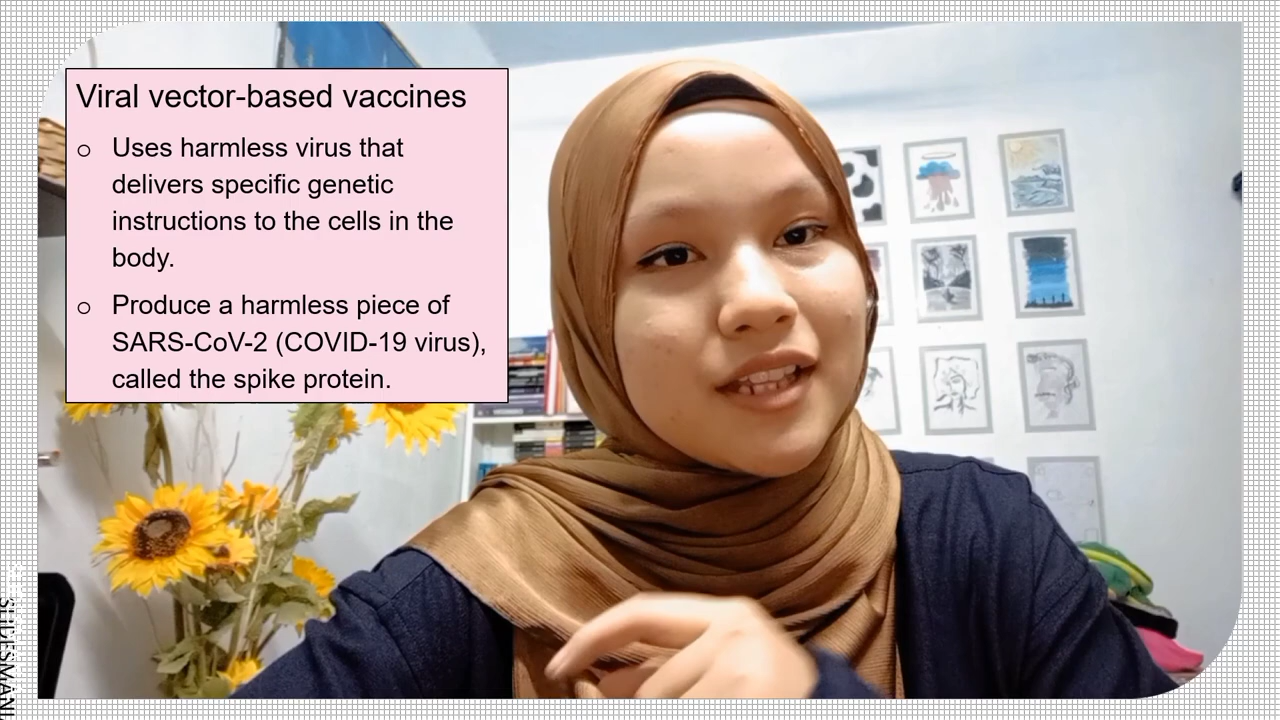 Viral vector-based vaccines
○ Uses harmless virus that
delivers specific genetic
instructions to the cells in the
body.
○ Produce a harmless piece of
SARS-CoV-2 (COVID-19 virus),
called the spike protein.